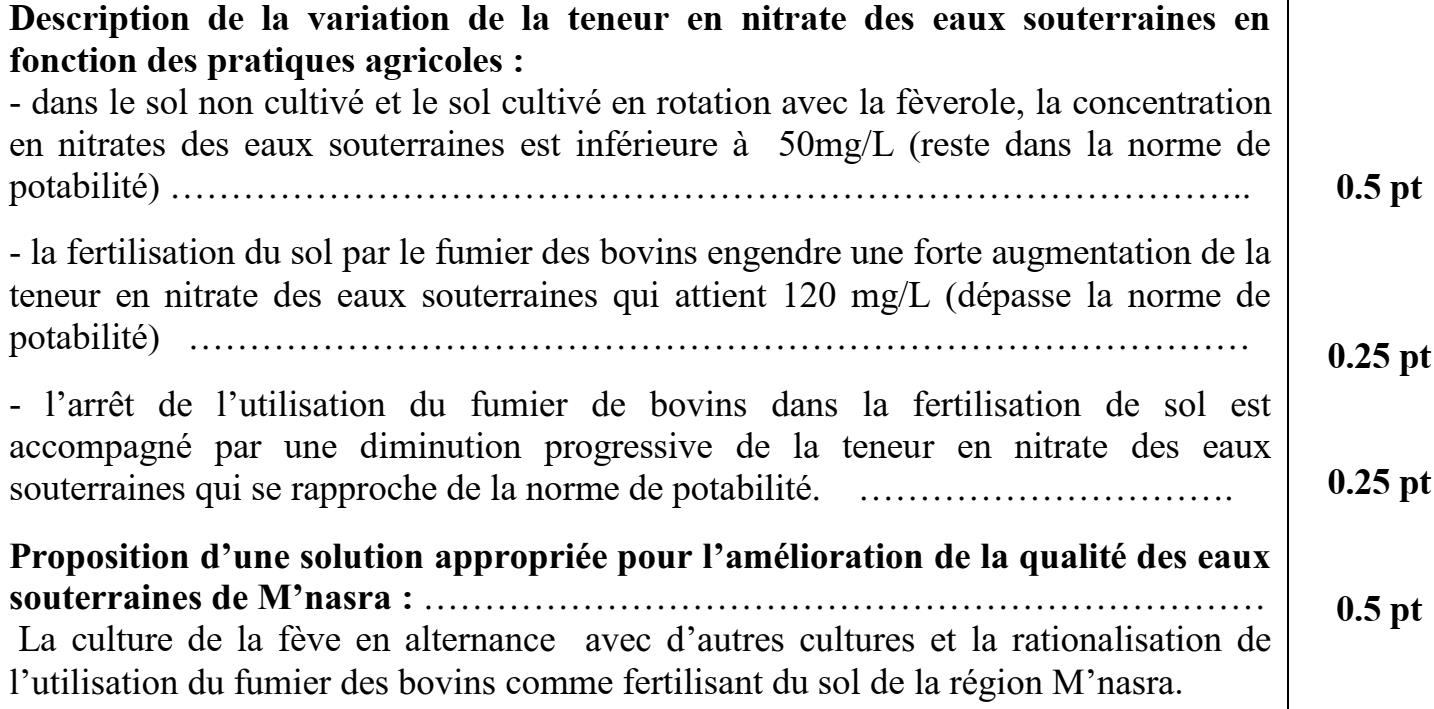 Description de la variation de la teneur en nitrate des eaux souterraines en
fonction des pratiques agricoles :
- dans le sol non cultivé et le sol cultivé en rotation avec la fèverole, la concentration
en nitrates des eaux souterraines est inférieure à 50mg/L (reste dans la norme de
potabilité) ………………………………………………………………………….. 0.5 pt
- la fertilisation du sol par le fumier des bovins engendre une forte augmentation de la
teneur en nitrate des eaux souterraines qui attient 120 mg/L (dépasse la norme de
potabilité) ………………………………………………………………………… 0.25 pt
- l’arrêt de l’utilisation du fumier de bovins dans la fertilisation de sol est
accompagné par une diminution progressive de la teneur en nitrate des eaux
souterraines qui se rapproche de la norme de potabilité. …………………………. 0.25 pt
Proposition d’une solution appropriée pour l’amélioration de la qualité des eaux
souterraines de M’nasra : ………………………………………………………… 0.5 pt
La culture de la fève en alternance avec d’autres cultures et la rationalisation de
l’utilisation du fumier des bovins comme fertilisant du sol de la région M’nasra.